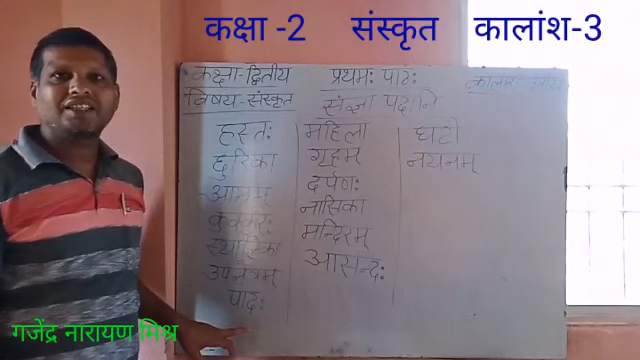 कक्षा -2 संस्कृत कालांश-3
कक्षा-द्वितीय प्रथमः पाठः
विषय-संस्कृत संज्ञा पदानि
हस्तः महिला घटी
छुरिका गृहम् नयनम्
आम्रम् दर्पणः
कुक्कुरः नासिका
स्थालिका मन्दिरम्
उपनेत्रम् आसन्दः
पादः
गजेंद्र नारायण मिश्र